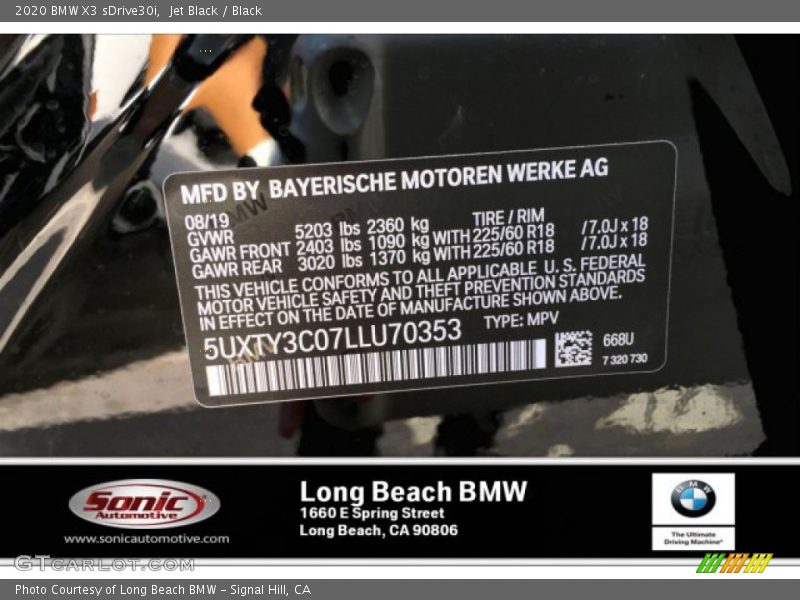 2020 BMW X3 sDrive30i, Jet Black / Black
MFD BY BAYERISCHE MOTOREN WERKE AG
08/19 TIRE / RIM
GVWR 5203 lbs 2360 kg
GAWR FRONT 2403 lbs 1090 kg WITH 225/60 R18 /7.0J x 18
GAWR REAR 3020 lbs 1370 kg WITH 225/60 R18 /7.0J x 18
THIS VEHICLE CONFORMS TO ALL APPLICABLE U. S. FEDERAL
MOTOR VEHICLE SAFETY AND THEFT PREVENTION STANDARDS
IN EFFECT ON THE DATE OF MANUFACTURE SHOWN ABOVE.
5UXTY3C07LLU70353 TYPE: MPV
668U
7 320 730
Sonic
Automotive
www.sonicautomotive.com
Long Beach BMW
1660 E Spring Street
Long Beach, CA 90806
BMW
The Ultimate
Driving Machine®
GTCARLOT.COM
Photo Courtesy of Long Beach BMW - Signal Hill, CA